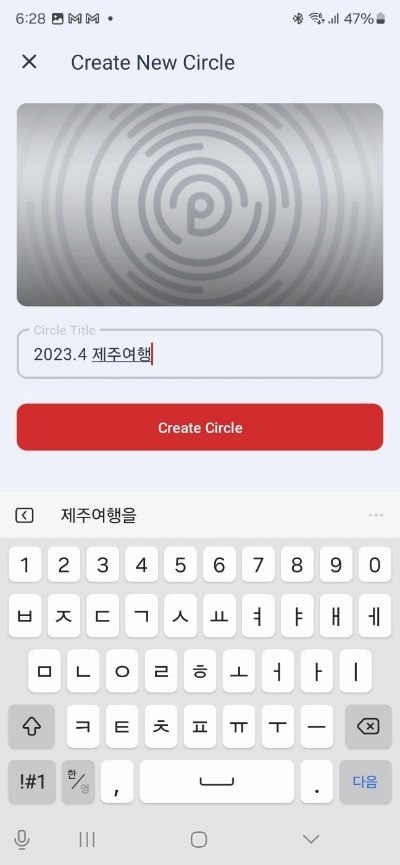 6:28 47%
Create New Circle
Circle Title
2023.4 제주여행
Create Circle
제주여행을
1 2 3 4 5 6 7 8 9 0
ㅂ ㅈ ㄷ ㄱ ㅅ ㅛ ㅕ ㅑ ㅐ ㅔ
ㅁ ㄴ ㅇ ㄹ ㅎ ㅗ ㅓ ㅏ ㅣ
ㅋ ㅌ ㅊ ㅍ ㅠ ㅜ ㅡ
!#1 한/영 , . 다음